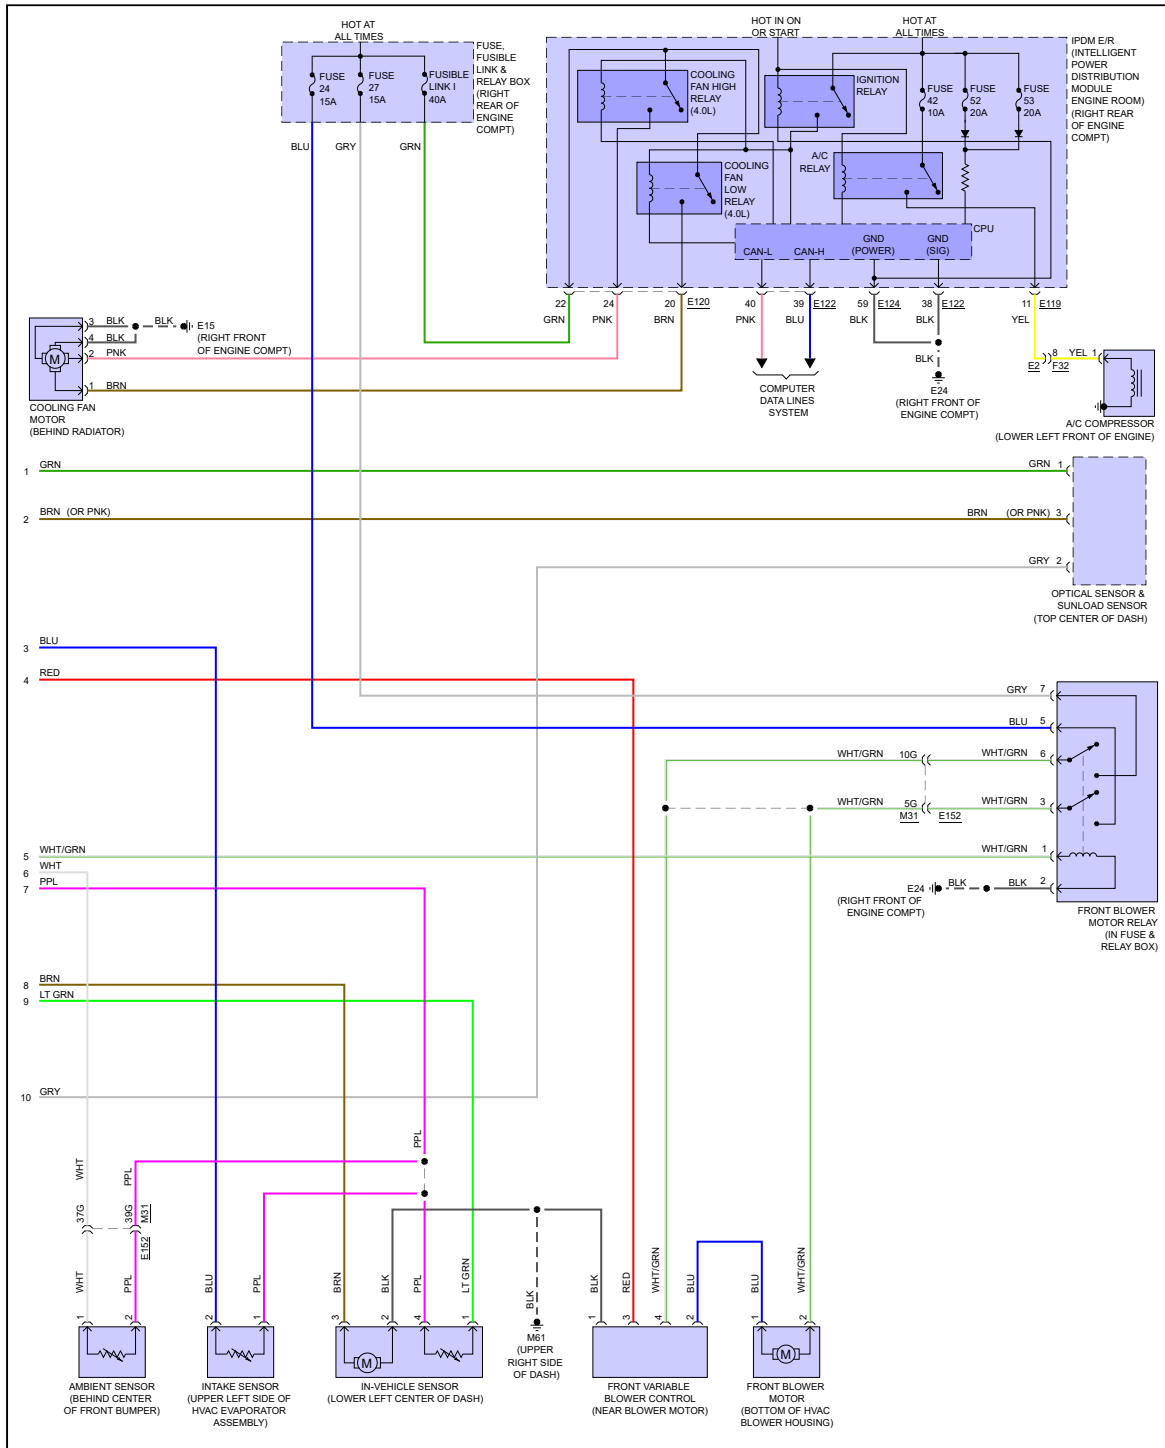 HOT AT
ALL TIMES
FUSE
24
15A
FUSE
27
15A
FUSIBLE
LINK I
40A
FUSE,
FUSIBLE
LINK &
RELAY BOX
(RIGHT
REAR OF
ENGINE
COMPT)
BLU
GRY
GRN
HOT IN ON
OR START
HOT AT
ALL TIMES
COOLING
FAN HIGH
RELAY
(4.0L)
IGNITION
RELAY
FUSE
42
10A
FUSE
52
20A
FUSE
53
20A
IPDM E/R
(INTELLIGENT
POWER
DISTRIBUTION
MODULE
ENGINE ROOM)
(RIGHT REAR
OF ENGINE
COMPT)
COOLING
FAN
LOW
RELAY
(4.0L)
A/C
RELAY
CAN-L
CAN-H
GND
(POWER)
GND
(SIG)
CPU
22
24
20
E120
40
39
E122
59
E124
38
E122
11
E119
GRN
PNK
BRN
PNK
BLU
BLK
BLK
YEL
BLK
E24
(RIGHT FRONT OF
ENGINE COMPT)
COMPUTER
DATA LINES
SYSTEM
8
YEL
1
E2
F32
A/C COMPRESSOR
(LOWER LEFT FRONT OF ENGINE)
3
BLK
BLK
E15
(RIGHT FRONT
OF ENGINE COMPT)
4
BLK
2
PNK
M
1
BRN
COOLING FAN
MOTOR
(BEHIND RADIATOR)
1
GRN
GRN
1
2
BRN
(OR PNK)
BRN
(OR PNK)
3
GRY
2
OPTICAL SENSOR &
SUNLOAD SENSOR
(TOP CENTER OF DASH)
3
BLU
4
RED
GRY
7
BLU
5
WHT/GRN
10G
WHT/GRN
6
WHT/GRN
5G
WHT/GRN
3
M31
E152
5
WHT/GRN
WHT/GRN
1
6
WHT
7
PPL
E24
BLK
BLK
2
(RIGHT FRONT OF
ENGINE COMPT)
FRONT BLOWER
MOTOR RELAY
(IN FUSE &
RELAY BOX)
8
BRN
9
LT GRN
10
GRY
WHT
PPL
PPL
37G
39G
M31
E152
WHT
PPL
BLU
PPL
BRN
BLK
PPL
LT GRN
BLK
BLK
RED
WHT/GRN
BLU
BLU
WHT/GRN
1
2
2
1
3
2
4
1
M61
(UPPER
RIGHT SIDE
OF DASH)
1
3
4
2
1
2
M
M
AMBIENT SENSOR
(BEHIND CENTER
OF FRONT BUMPER)
INTAKE SENSOR
(UPPER LEFT SIDE OF
HVAC EVAPORATOR
ASSEMBLY)
IN-VEHICLE SENSOR
(LOWER LEFT CENTER OF DASH)
FRONT VARIABLE
BLOWER CONTROL
(NEAR BLOWER MOTOR)
FRONT BLOWER
MOTOR
(BOTTOM OF HVAC
BLOWER HOUSING)